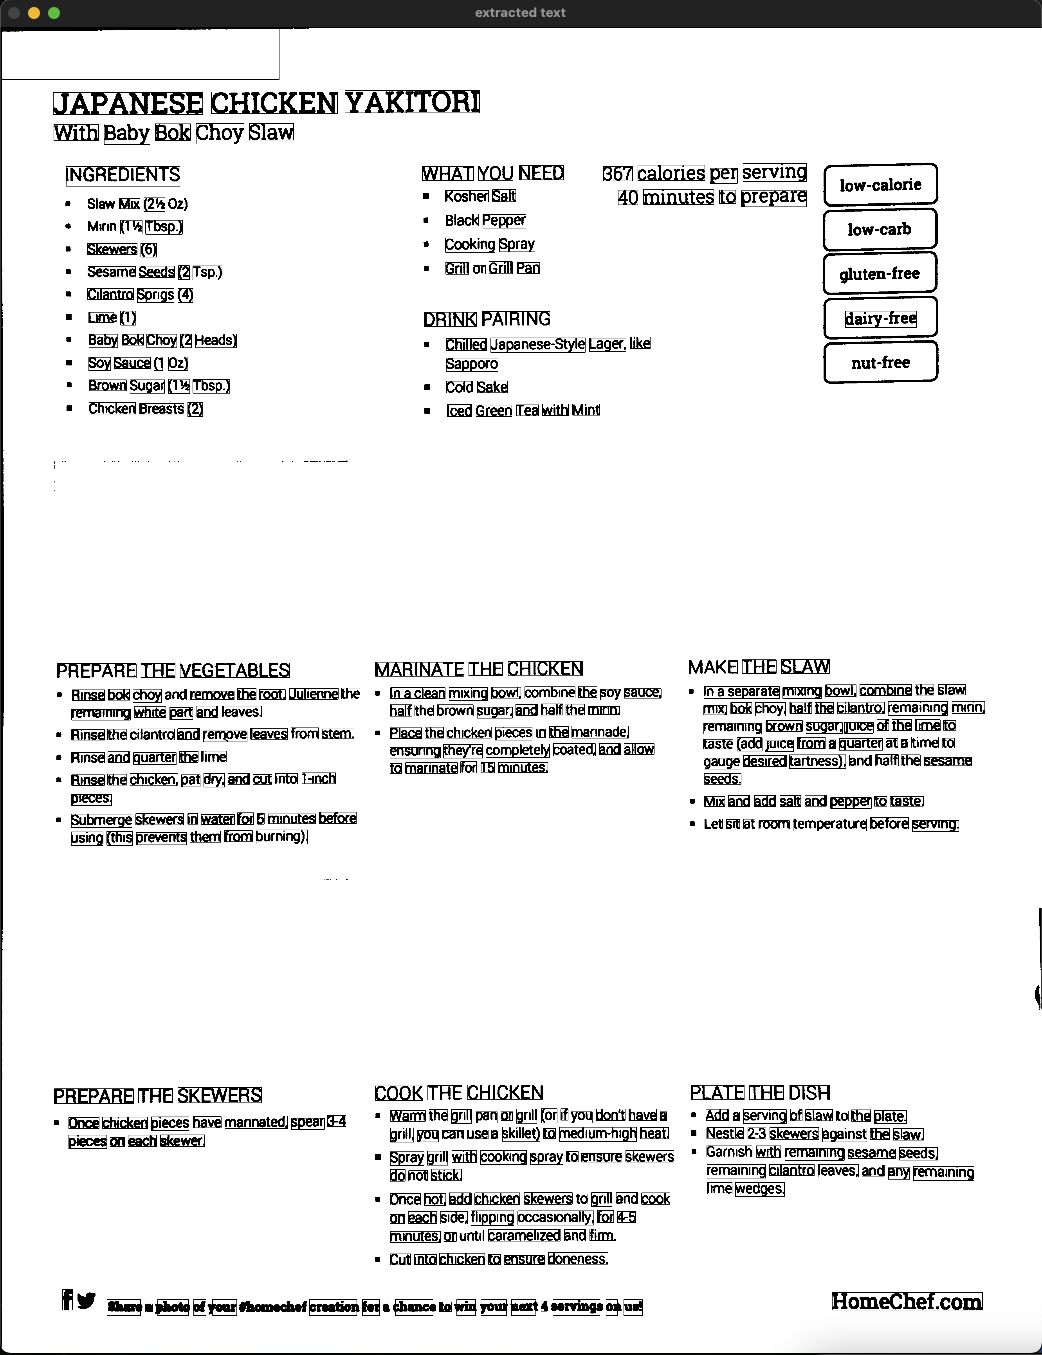 extracted text
JAPANESE CHICKEN YAKITORI
With Baby Bok Choy Slaw
INGREDIENTS
Slaw Mix (2½ Oz)
Mirin (1½ Tbsp.)
Skewers (6)
Sesame Seeds (2 Tsp.)
Cilantro Sprigs (4)
Lime (1)
Baby Bok Choy (2 Heads)
Soy Sauce (1 Oz)
Brown Sugar (1½ Tbsp.)
Chicken Breasts (2)
WHAT YOU NEED
Kosher Salt
Black Pepper
Cooking Spray
Grill or Grill Pan
DRINK PAIRING
Chilled Japanese-Style Lager, like
Sapporo
Cold Sake
Iced Green Tea with Mint
367 calories per serving
40 minutes to prepare
low-calorie
low-carb
gluten-free
dairy-free
nut-free
PREPARE THE VEGETABLES
Rinse bok choy and remove the root. Julienne the
remaining white part and leaves.
Rinse the cilantro and remove leaves from stem.
Rinse and quarter the lime
Rinse the chicken, pat dry, and cut into 1-inch
pieces.
Submerge skewers in water for 5 minutes before
using (this prevents them from burning).
MARINATE THE CHICKEN
In a clean mixing bowl, combine the soy sauce,
half the brown sugar, and half the mirin.
Place the chicken pieces in the marinade,
ensuring they're completely coated, and allow
to marinate for 15 minutes.
MAKE THE SLAW
In a separate mixing bowl, combine the slaw
mix, bok choy, half the cilantro, remaining mirin,
remaining brown sugar, juice of the lime to
taste (add juice from a quarter at a time to
gauge desired tartness), and half the sesame
seeds.
Mix and add salt and pepper to taste.
Let sit at room temperature before serving.
PREPARE THE SKEWERS
Once chicken pieces have marinated, spear 3-4
pieces on each skewer.
COOK THE CHICKEN
Warm the grill pan or grill (or if you don't have a
grill, you can use a skillet) to medium-high heat.
Spray grill with cooking spray to ensure skewers
do not stick.
Once hot, add chicken skewers to grill and cook
on each side, flipping occasionally, for 4-5
minutes, or until caramelized and firm.
Cut into chicken to ensure doneness.
PLATE THE DISH
Add a serving of slaw to the plate.
Nestle 2-3 skewers against the slaw.
Garnish with remaining sesame seeds,
remaining cilantro leaves, and any remaining
lime wedges.
Share a photo of your #homechef creation for a chance to win your next 4 servings on us!
HomeChef.com